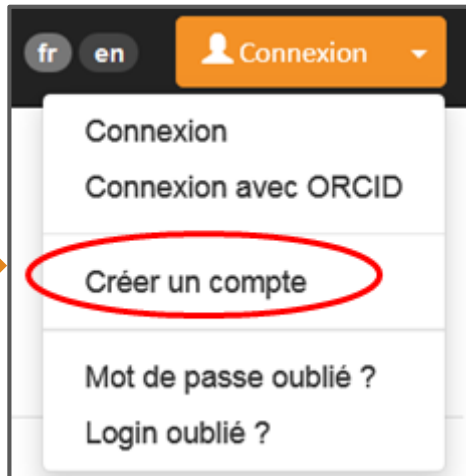 fr en Connexion
Connexion
Connexion avec ORCID
Créer un compte
Mot de passe oublié ?
Login oublié ?